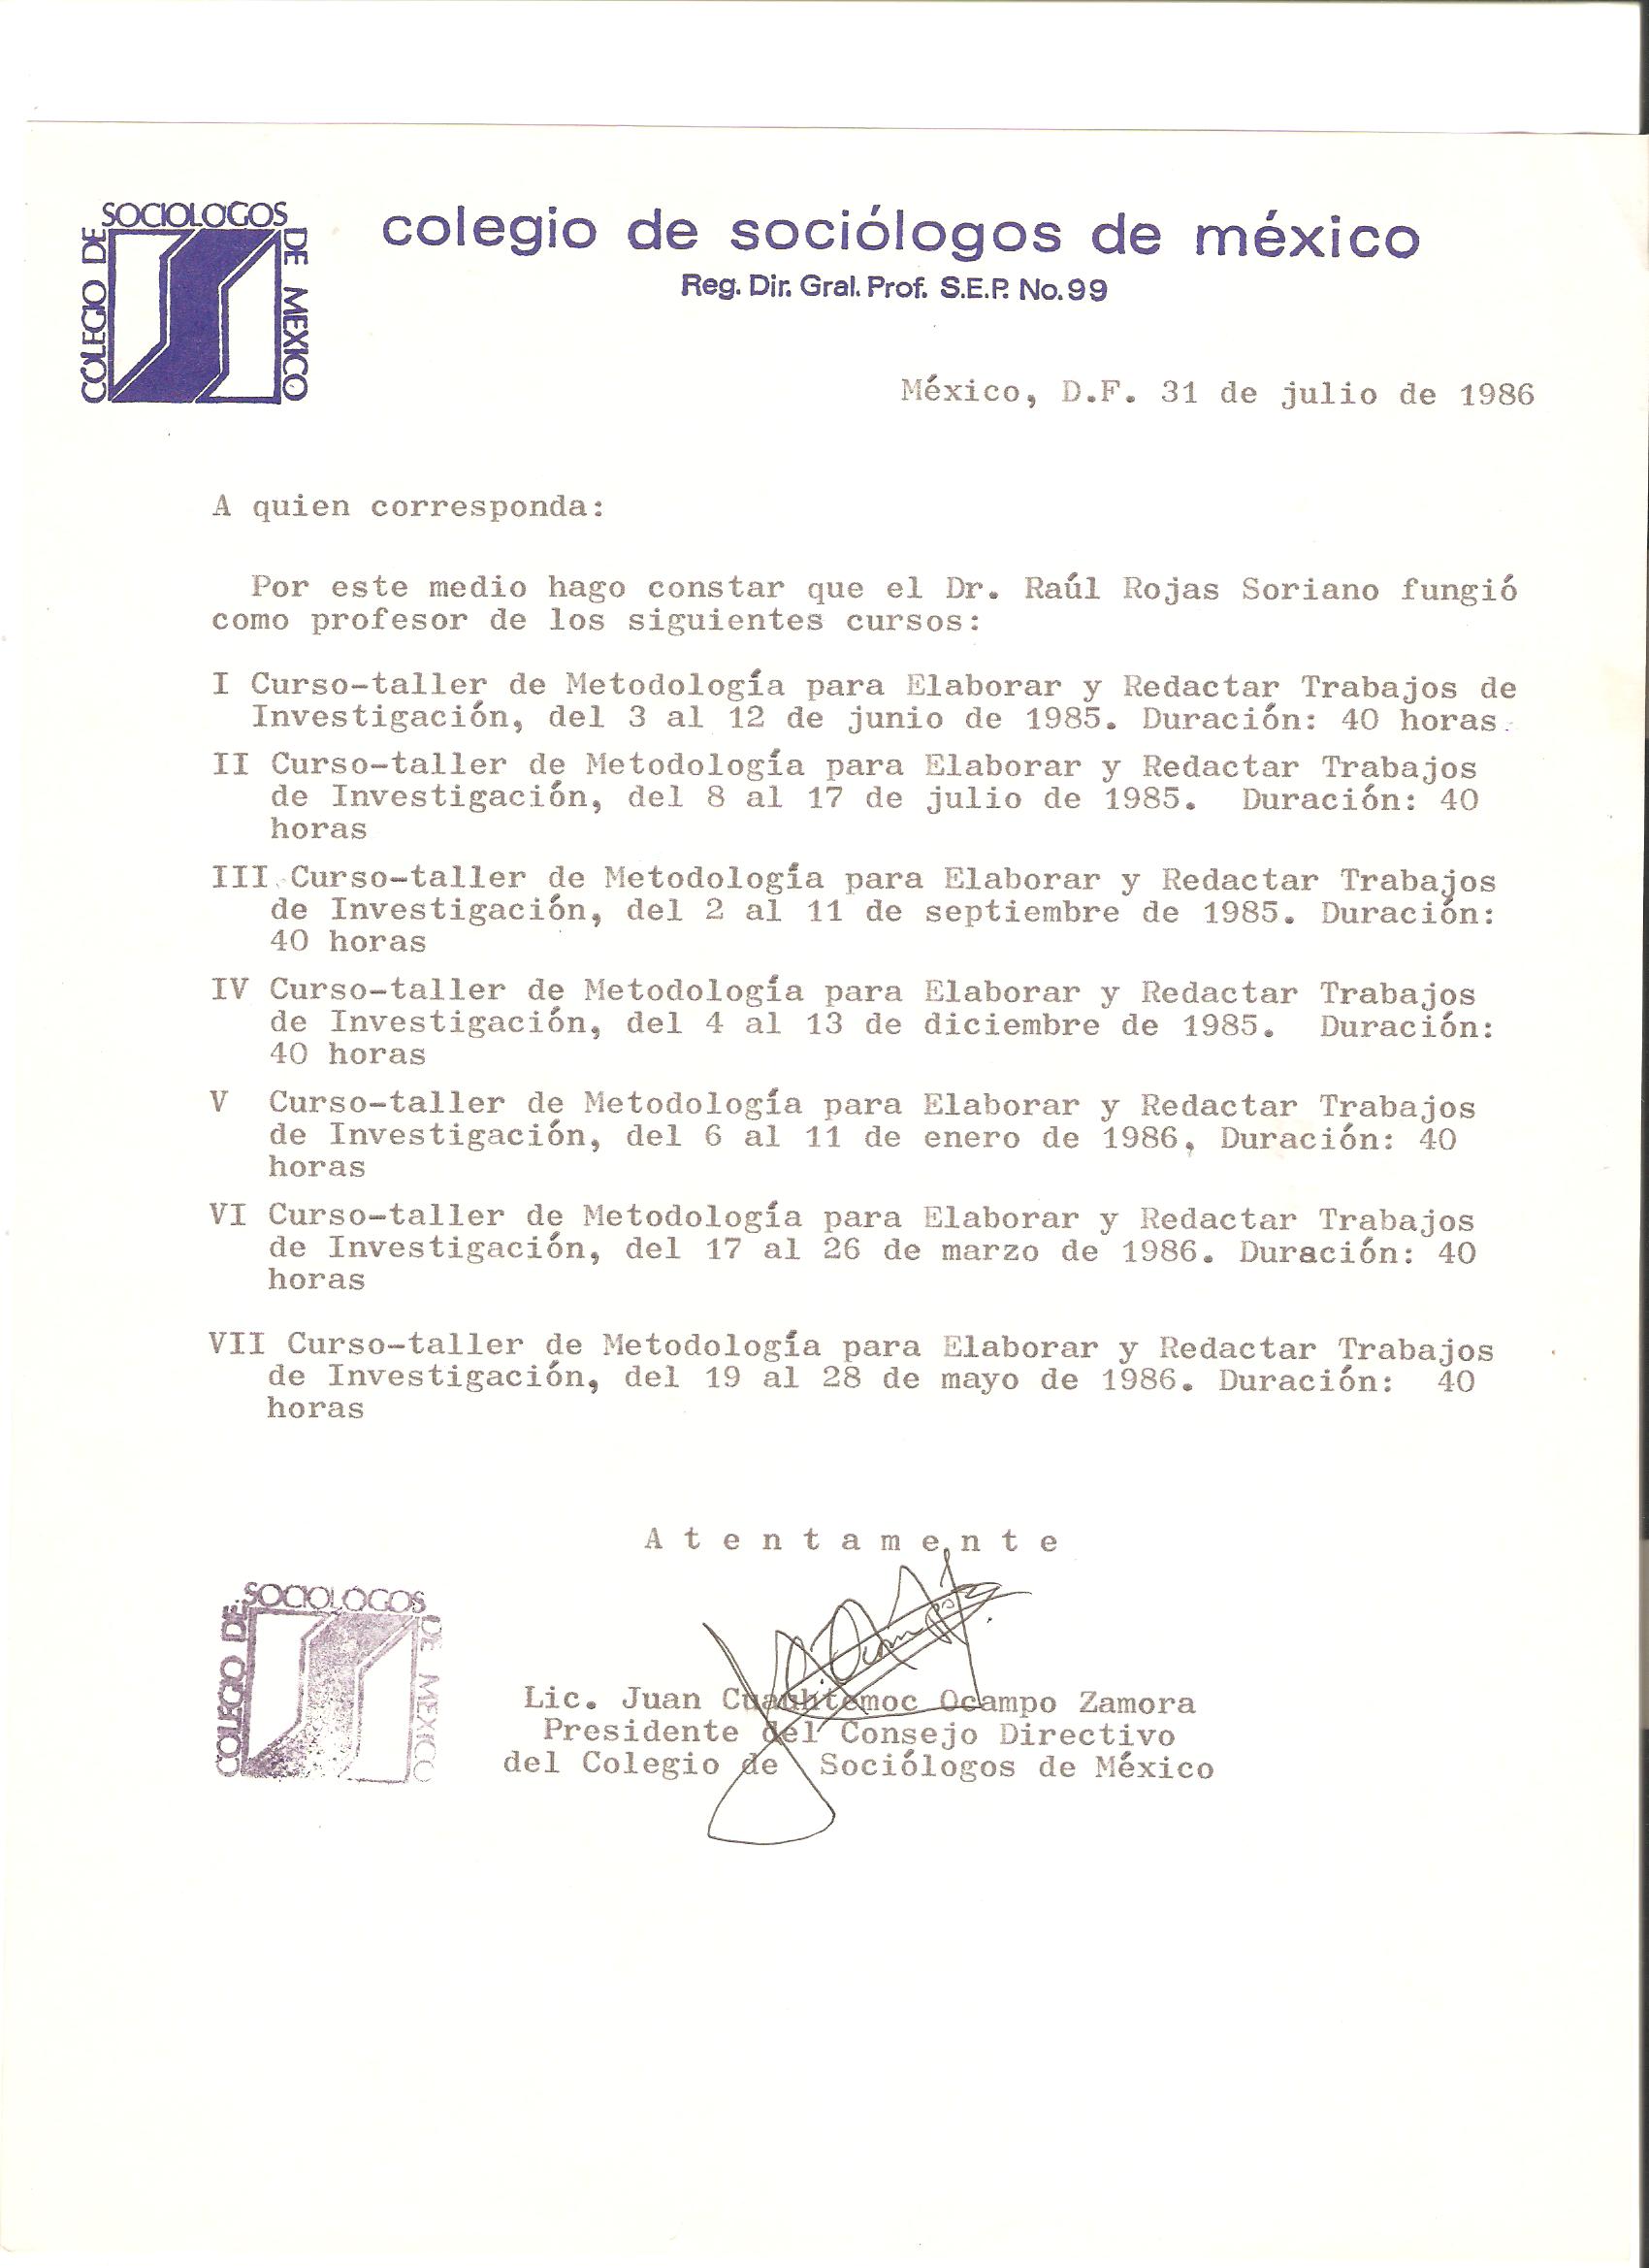 COLEGIO DE SOCIOLOGOS DE MEXICO
colegio de sociólogos de méxico
Reg. Dir. Gral. Prof. S.E.P. No. 99
México, D.F. 31 de julio de 1986
A quien corresponda:
Por este medio hago constar que el Dr. Raúl Rojas Soriano fungió
como profesor de los siguientes cursos:
I Curso-taller de Metodología para Elaborar y Redactar Trabajos de
Investigación, del 3 al 12 de junio de 1985. Duración: 40 horas.
II Curso-taller de Metodología para Elaborar y Redactar Trabajos
de Investigación, del 8 al 17 de julio de 1985. Duración: 40
horas
III Curso-taller de Metodología para Elaborar y Redactar Trabajos
de Investigación, del 2 al 11 de septiembre de 1985. Duración:
40 horas
IV Curso-taller de Metodología para Elaborar y Redactar Trabajos
de Investigación, del 4 al 13 de diciembre de 1985. Duración:
40 horas
V Curso-taller de Metodología para Elaborar y Redactar Trabajos
de Investigación, del 6 al 11 de enero de 1986, Duración: 40
horas
VI Curso-taller de Metodología para Elaborar y Redactar Trabajos
de Investigación, del 17 al 26 de marzo de 1986. Duración: 40
horas
VII Curso-taller de Metodología para Elaborar y Redactar Trabajos
de Investigación, del 19 al 28 de mayo de 1986. Duración: 40
horas
A t e n t a m e n t e
COLEGIO DE SOCIOLOGOS DE MEXICO
Lic. Juan Cuauhtémoc Ocampo Zamora
Presidente del Consejo Directivo
del Colegio de Sociólogos de México